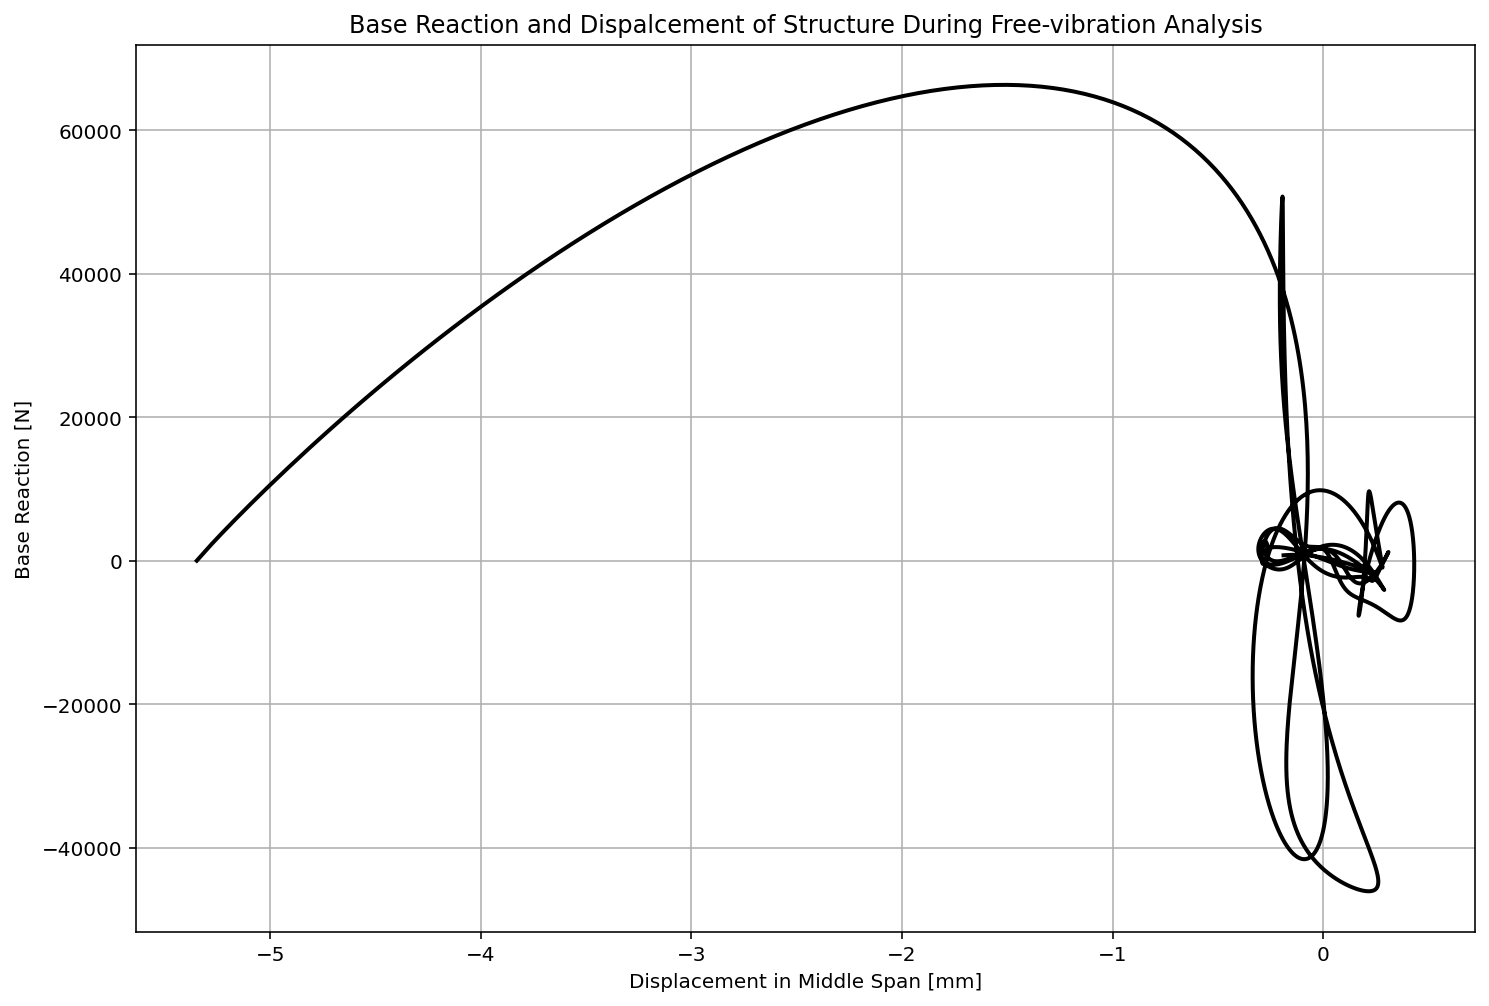 Base Reaction and Dispalcement of Structure During Free-vibration Analysis
60000
40000
20000
0
−20000
−40000
Base Reaction [N]
−5 −4 −3 −2 −1 0
Displacement in Middle Span [mm]